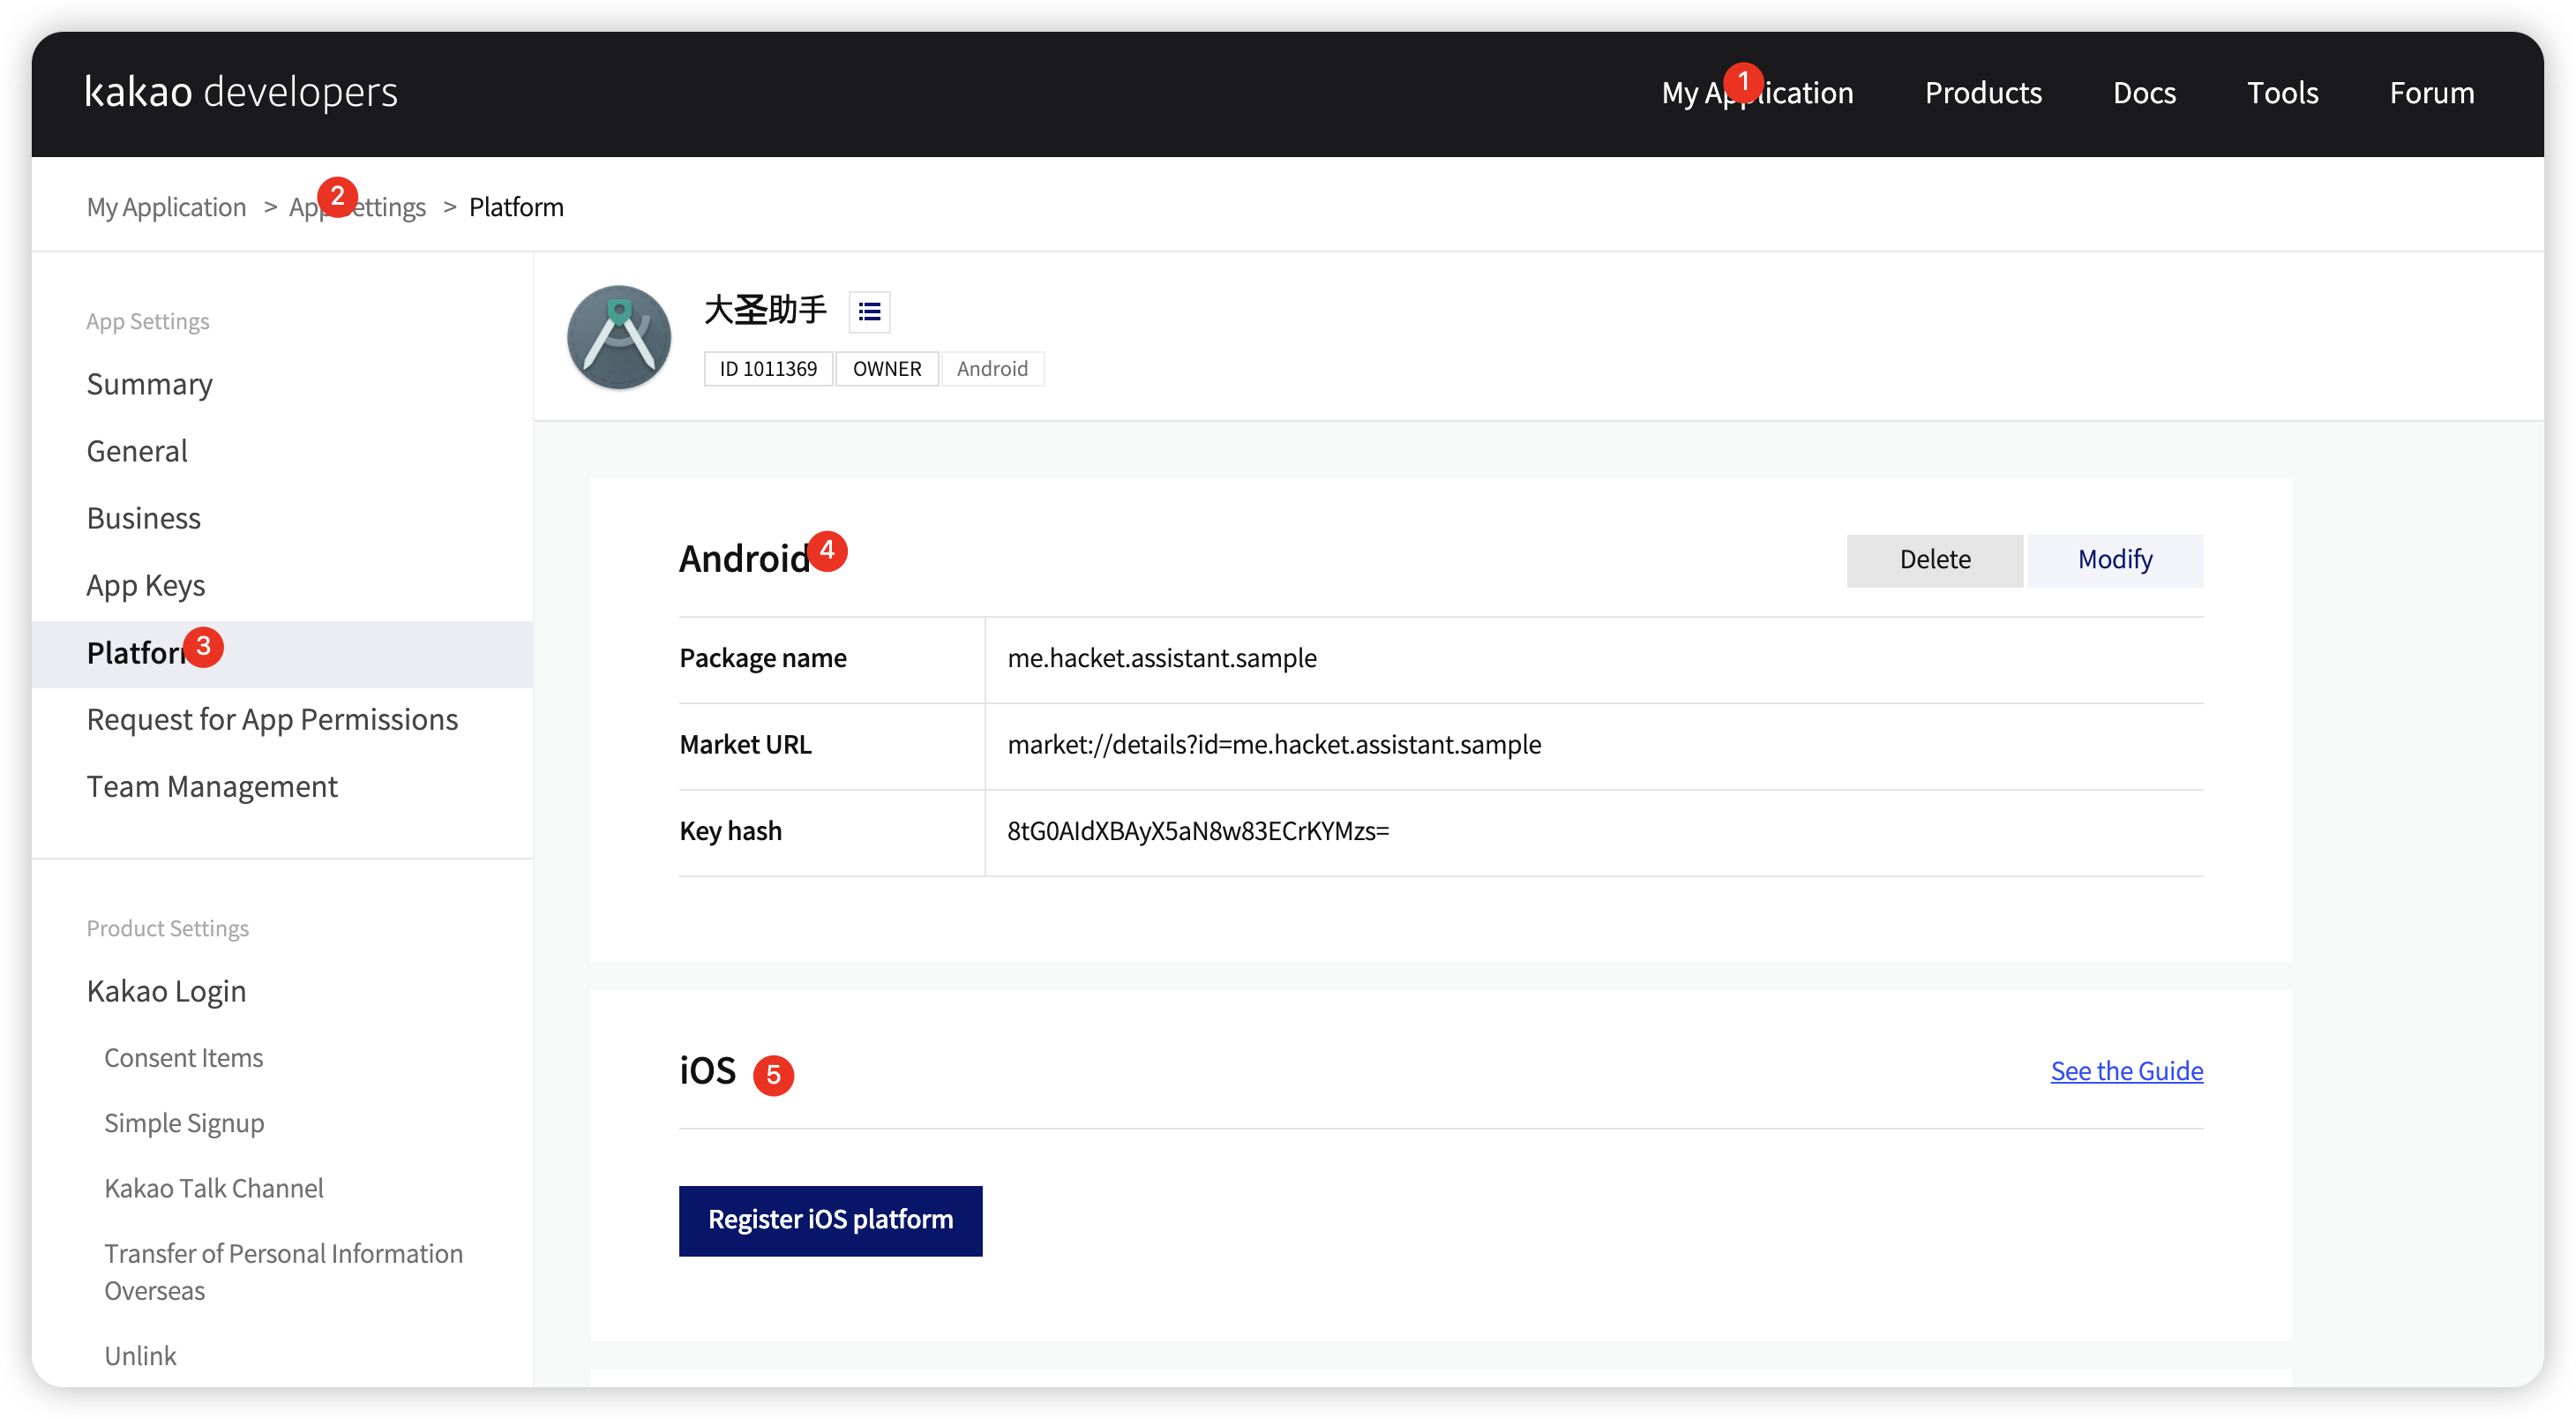 kakao developers
My Application Products Docs Tools Forum
1
My Application > App Settings > Platform
2
App Settings
Summary
General
Business
App Keys
Platform
3
Request for App Permissions
Team Management
Product Settings
Kakao Login
Consent Items
Simple Signup
Kakao Talk Channel
Transfer of Personal Information
Overseas
Unlink
大圣助手
ID 1011369 OWNER Android
Android 4
Delete Modify
Package name me.hacket.assistant.sample
Market URL market://details?id=me.hacket.assistant.sample
Key hash 8tG0AIdXBAyX5aN8w83ECrKYMzs=
iOS 5
See the Guide
Register iOS platform